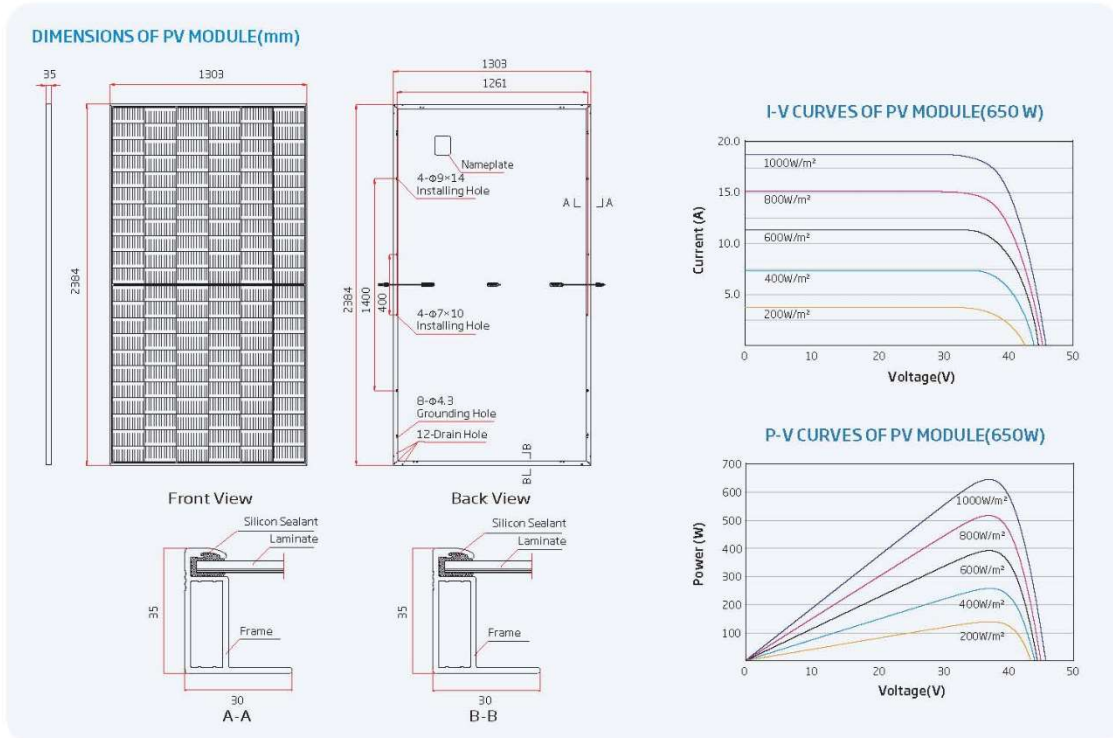 DIMENSIONS OF PV MODULE(mm)
35
1303
2384
Front View
1303
1261
Nameplate
4-Φ9×14
Installing Hole
A
A
2384
1400
400
4-Φ7×10
Installing Hole
8-Φ4.3
Grounding Hole
12-Drain Hole
B
B
Back View
Silicon Sealant
Laminate
35
Frame
30
A-A
Silicon Sealant
Laminate
35
Frame
30
B-B
I-V CURVES OF PV MODULE(650 W)
Current (A)
20.0
15.0
10.0
5.0
1000W/m²
800W/m²
600W/m²
400W/m²
200W/m²
0 10 20 30 40 50
Voltage(V)
P-V CURVES OF PV MODULE(650W)
Power (W)
700
600
500
400
300
200
100
1000W/m²
800W/m²
600W/m²
400W/m²
200W/m²
0 10 20 30 40 50
Voltage(V)